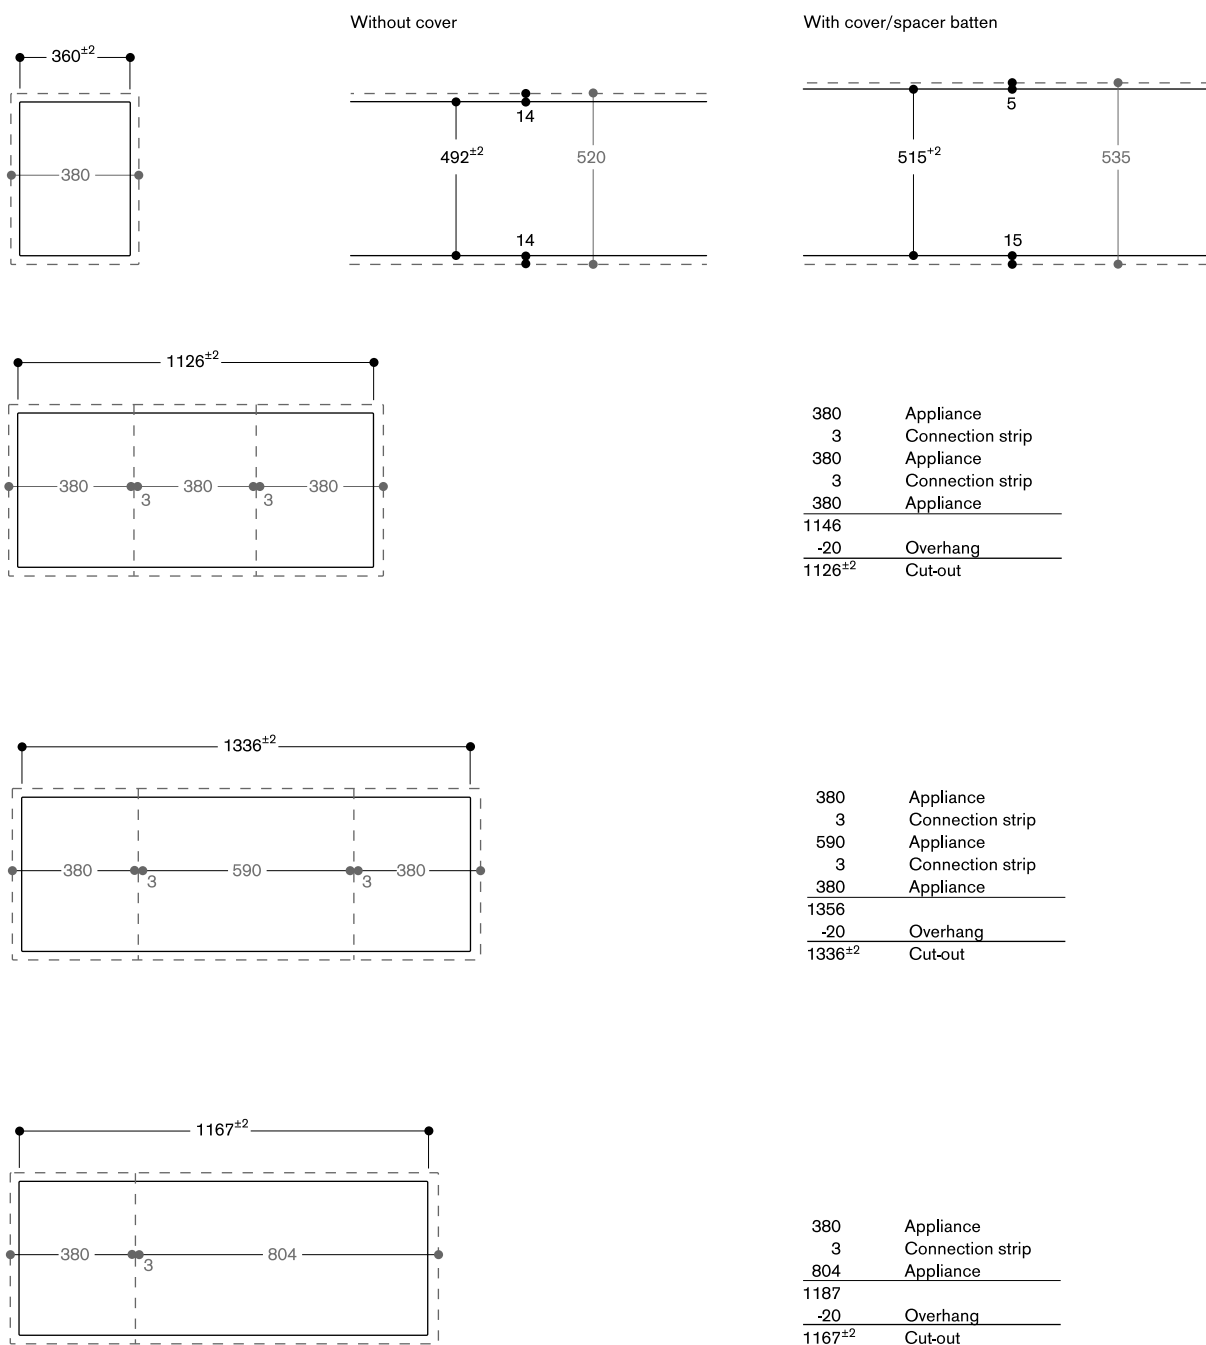 Without cover
With cover/spacer batten
360±2
380
14
492±2
520
14
5
515+2
535
15
1126±2
380
3
380
3
380
380 Appliance
3 Connection strip
380 Appliance
3 Connection strip
380 Appliance
1146
-20 Overhang
1126±2 Cut-out
1336±2
380
3
590
3
380
380 Appliance
3 Connection strip
590 Appliance
3 Connection strip
380 Appliance
1356
-20 Overhang
1336±2 Cut-out
1167±2
380
3
804
380 Appliance
3 Connection strip
804 Appliance
1187
-20 Overhang
1167±2 Cut-out